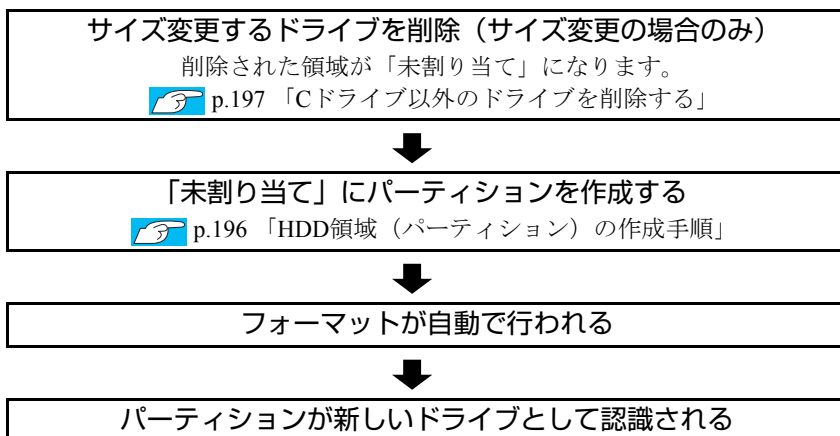 サイズ変更するドライブを削除（サイズ変更の場合のみ）
削除された領域が「未割り当て」になります。
p.197 「Cドライブ以外のドライブを削除する」
「未割り当て」にパーティションを作成する
p.196 「HDD領域（パーティション）の作成手順」
フォーマットが自動で行われる
パーティションが新しいドライブとして認識される